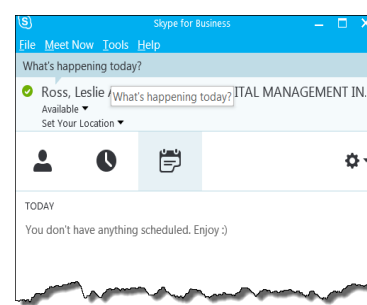 Skype for Business
File Meet Now Tools Help
What's happening today?
Ross, Leslie What's happening today? ITAL MANAGEMENT IN.
Available
Set Your Location
TODAY
You don't have anything scheduled. Enjoy :)